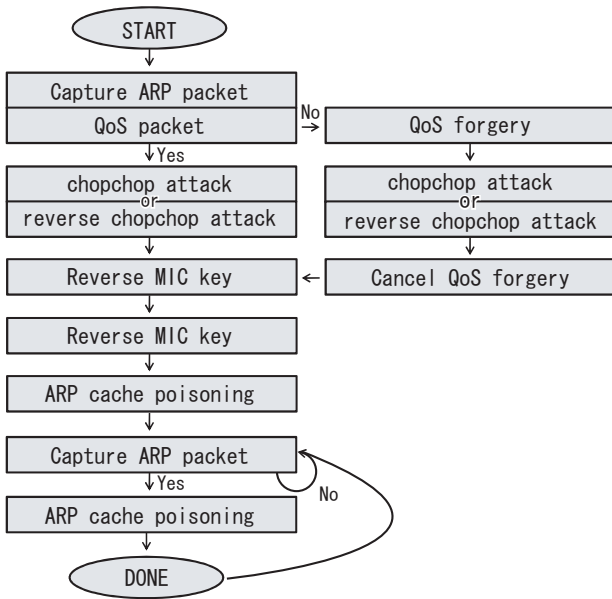 START
Capture ARP packet
QoS packet
No
QoS forgery
Yes
chopchop attack
or
reverse chopchop attack
chopchop attack
or
reverse chopchop attack
Reverse MIC key
Cancel QoS forgery
Reverse MIC key
ARP cache poisoning
Capture ARP packet
Yes
No
ARP cache poisoning
DONE